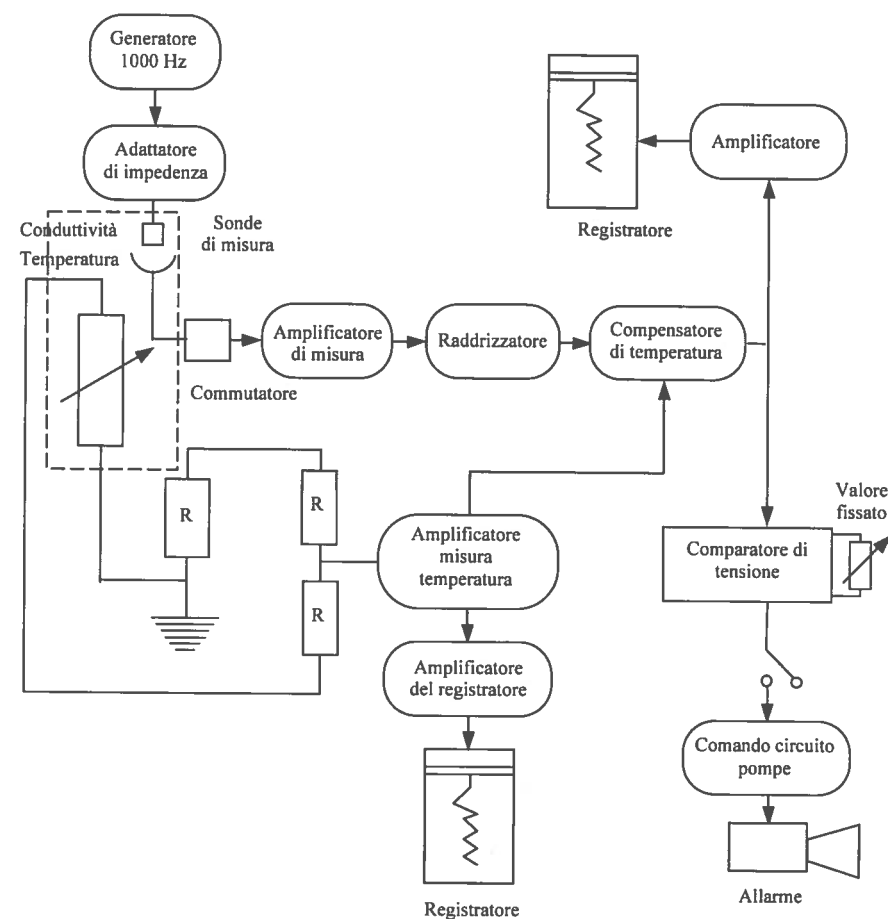 Generatore
1000 Hz
Adattatore
di impedenza
Conduttività
Temperatura
Sonde
di misura
Amplificatore
Registratore
Amplificatore
di misura
Raddrizzatore
Compensatore
di temperatura
Commutatore
R
R
R
Amplificatore
misura
temperatura
Valore
fissato
Comparatore di
tensione
Amplificatore
del registratore
Comando circuito
pompe
Registratore
Allarme